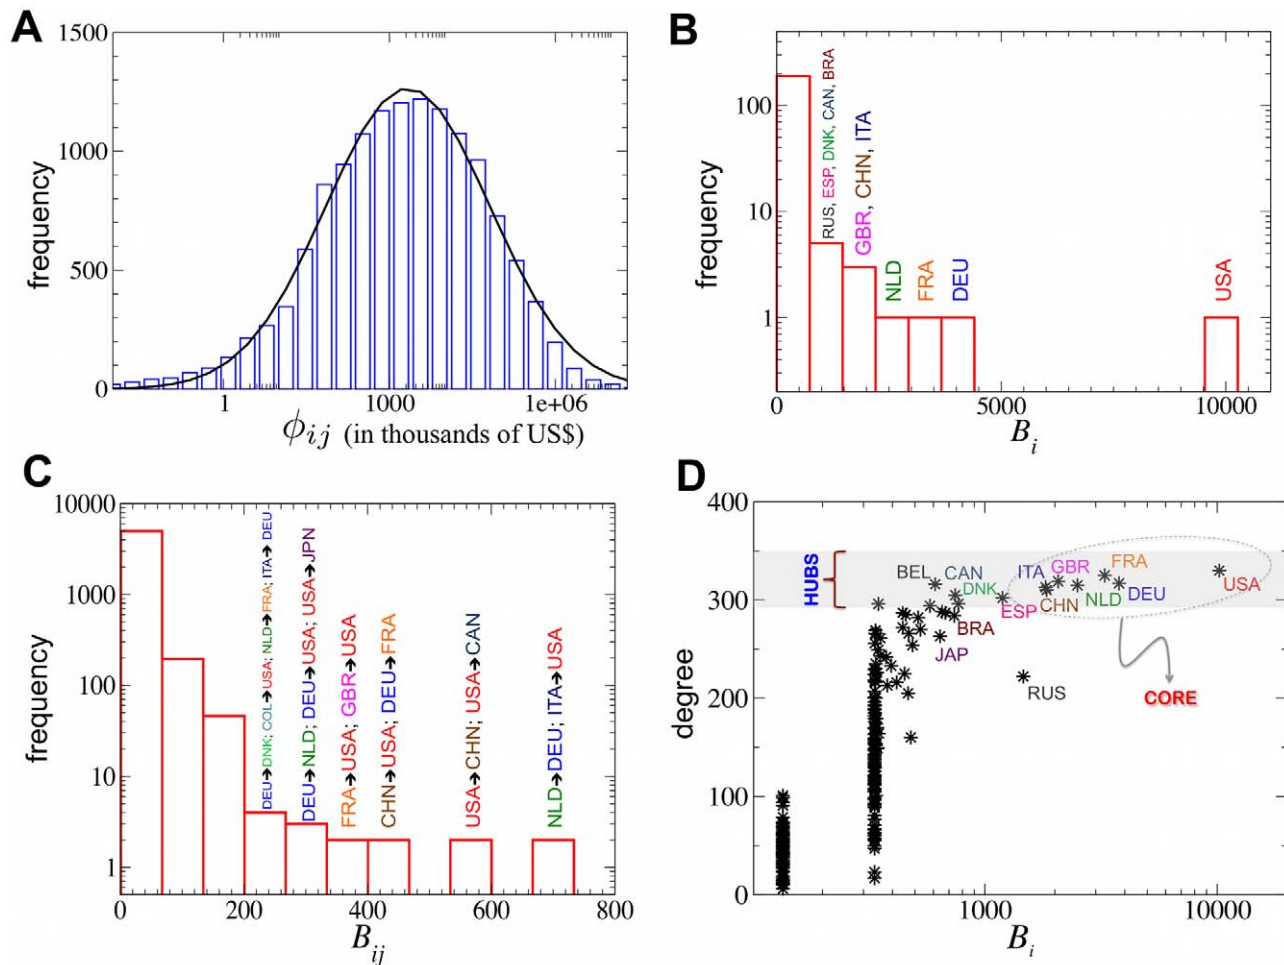 A
1500
1000
500
0
frequency
1
1000
1e+06
ϕij (in thousands of US$)
B
100
10
1
frequency
RUS, ESP, DNK, CAN, BRA
GBR, CHN, ITA
NLD
FRA
DEU
USA
0
5000
10000
Bi
C
10000
1000
100
10
1
frequency
DEU→DNK; COL→USA; NLD→FRA; ITA→DEU
DEU→NLD; DEU→USA; USA→JPN
FRA→USA; GBR→USA
CHN→USA; DEU→FRA
USA→CHN; USA→CAN
NLD→DEU; ITA→USA
0
200
400
600
800
Bij
D
400
300
200
100
0
degree
HUBS
BEL
CAN
DNK
ITA
GBR
FRA
ESP
CHN
NLD
DEU
USA
BRA
JAP
RUS
CORE
1000
10000
Bi